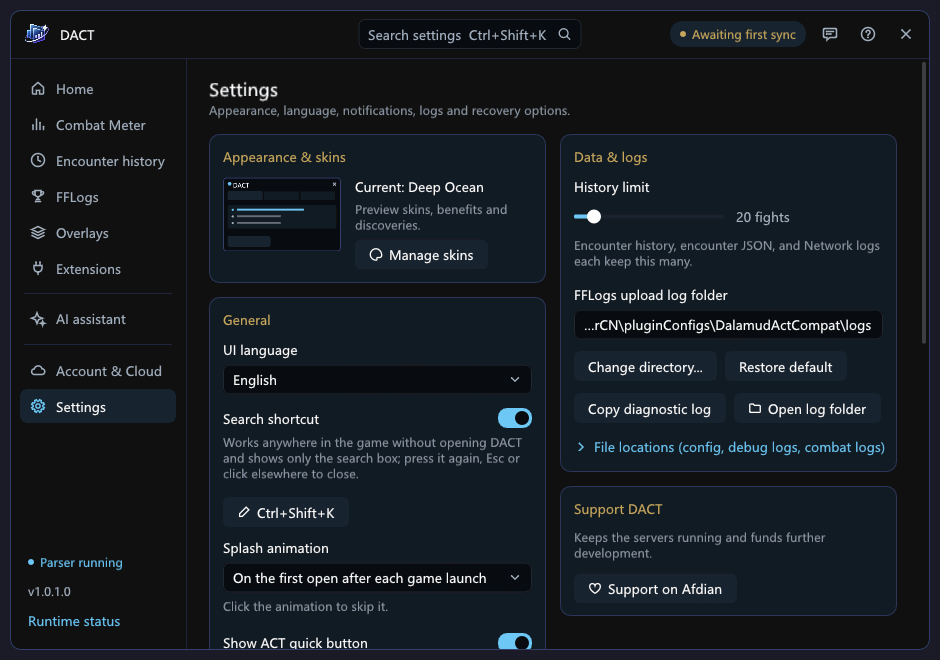 DACT
Search settings Ctrl+Shift+K
Awaiting first sync
Home
Combat Meter
Encounter history
FFLogs
Overlays
Extensions
AI assistant
Account & Cloud
Settings
Parser running
v1.0.1.0
Runtime status
Settings
Appearance, language, notifications, logs and recovery options.
Appearance & skins
DACT
Current: Deep Ocean
Preview skins, benefits and
discoveries.
Manage skins
General
UI language
English
Search shortcut
Works anywhere in the game without opening DACT
and shows only the search box; press it again, Esc or
click elsewhere to close.
Ctrl+Shift+K
Splash animation
On the first open after each game launch
Click the animation to skip it.
Show ACT quick button
Data & logs
History limit
20 fights
Encounter history, encounter JSON, and Network logs
each keep this many.
FFLogs upload log folder
...rCN\pluginConfigs\DalamudActCompat\logs
Change directory...
Restore default
Copy diagnostic log
Open log folder
File locations (config, debug logs, combat logs)
Support DACT
Keeps the servers running and funds further
development.
Support on Afdian